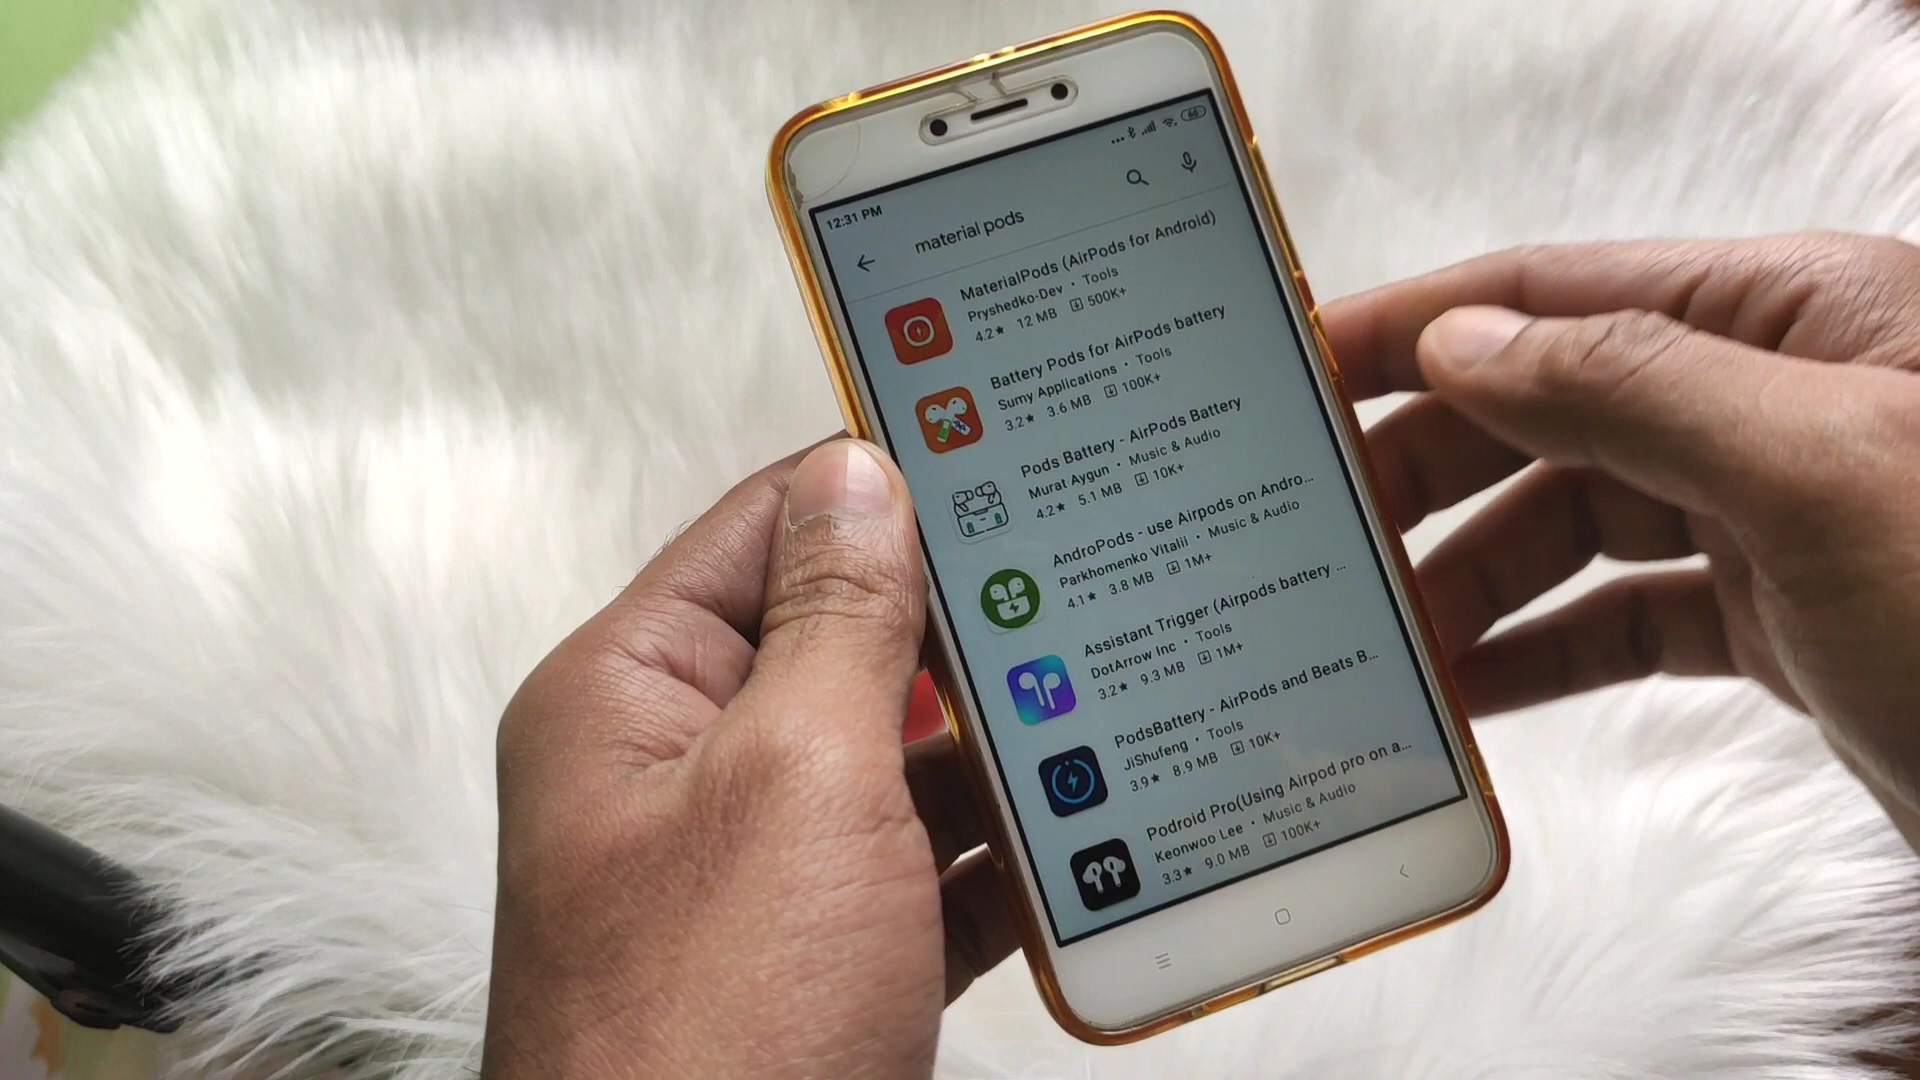 12:31 PM
66
material pods
MaterialPods (AirPods for Android)
Pryshedko-Dev • Tools
4.2★ 12 MB 500K+
Battery Pods for AirPods battery
Sumy Applications • Tools
3.2★ 3.6 MB 100K+
Pods Battery - AirPods Battery
Murat Aygun • Music & Audio
4.2★ 5.1 MB 10K+
AndroPods - use Airpods on Andro...
Parkhomenko Vitalii • Music & Audio
4.1★ 3.8 MB 1M+
Assistant Trigger (Airpods battery ...
DotArrow Inc • Tools
3.2★ 9.3 MB 1M+
PodsBattery - AirPods and Beats B...
JiShufeng • Tools
3.9★ 8.9 MB 10K+
Podroid Pro(Using Airpod pro on a...
Keonwoo Lee • Music & Audio
3.3★ 9.0 MB 100K+